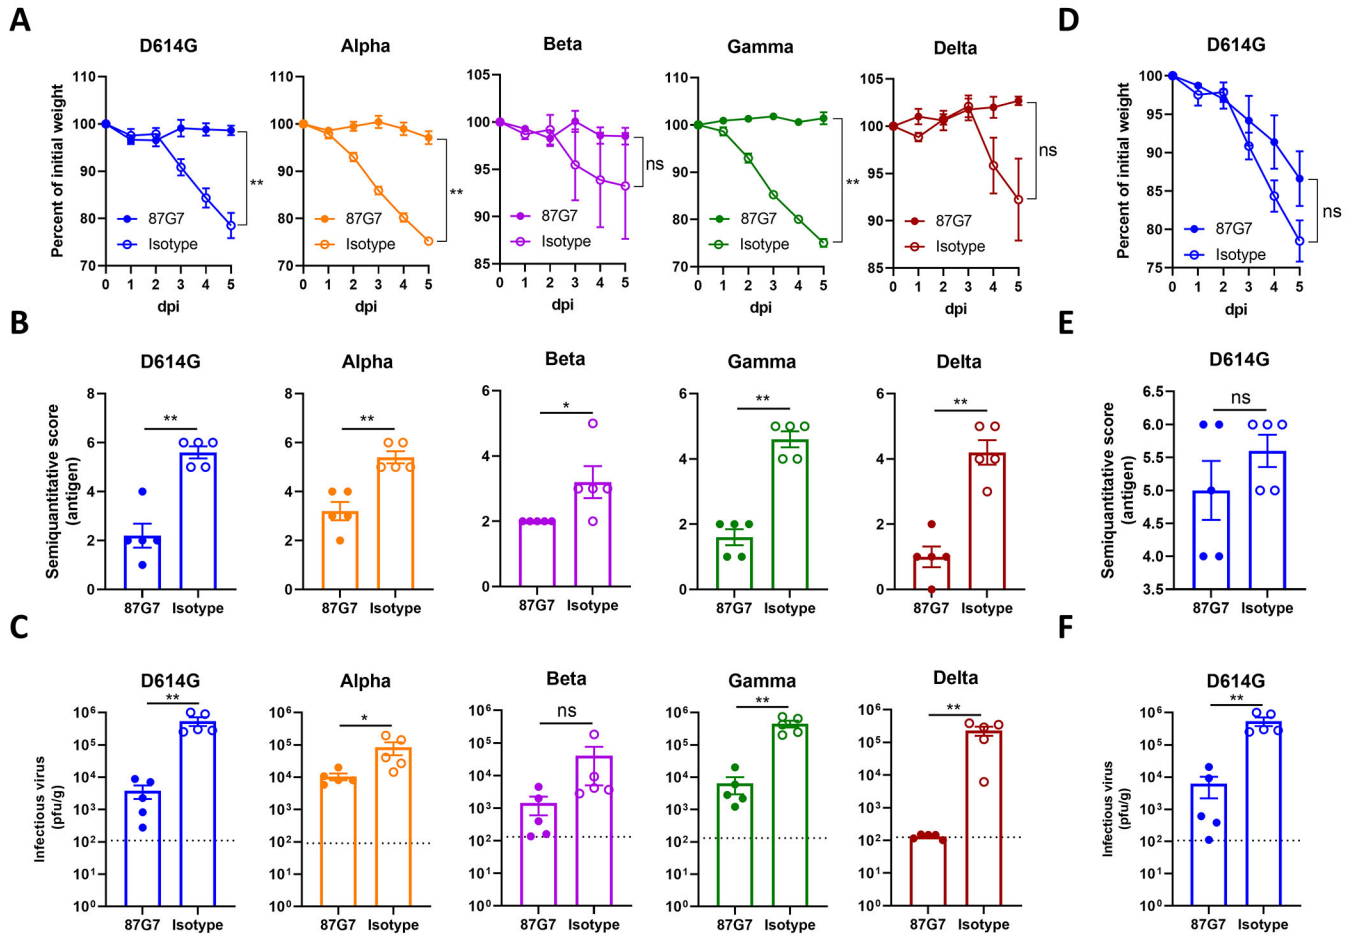 A
D
D614G
Alpha
Beta
Gamma
Delta
D614G
Percent of initial weight
110
100
90
80
70
87G7
Isotype
**
0 1 2 3 4 5
dpi
110
100
90
80
70
87G7
Isotype
**
0 1 2 3 4 5
dpi
105
100
95
90
85
87G7
Isotype
ns
0 1 2 3 4 5
dpi
110
100
90
80
70
87G7
Isotype
**
0 1 2 3 4 5
dpi
105
100
95
90
85
87G7
Isotype
ns
0 1 2 3 4 5
dpi
Percent of initial weight
100
95
90
85
80
75
87G7
Isotype
ns
0 1 2 3 4 5
dpi
B
E
D614G
Alpha
Beta
Gamma
Delta
D614G
Semiquantitative score
(antigen)
8
6
4
2
0
**
87G7 Isotype
8
6
4
2
0
**
87G7 Isotype
6
4
2
0
*
87G7 Isotype
6
4
2
0
**
87G7 Isotype
6
4
2
0
**
87G7 Isotype
Semiquantitative score
(antigen)
6.5
6.0
5.5
5.0
4.5
4.0
3.5
ns
87G7 Isotype
C
F
D614G
Alpha
Beta
Gamma
Delta
D614G
Infectious virus
(pfu/g)
10⁶
10⁵
10⁴
10³
10²
10¹
10⁰
**
87G7 Isotype
10⁶
10⁵
10⁴
10³
10²
10¹
10⁰
*
87G7 Isotype
10⁶
10⁵
10⁴
10³
10²
10¹
10⁰
ns
87G7 Isotype
10⁶
10⁵
10⁴
10³
10²
10¹
10⁰
**
87G7 Isotype
10⁶
10⁵
10⁴
10³
10²
10¹
10⁰
**
87G7 Isotype
Infectious virus
(pfu/g)
10⁶
10⁵
10⁴
10³
10²
10¹
10⁰
**
87G7 Isotype